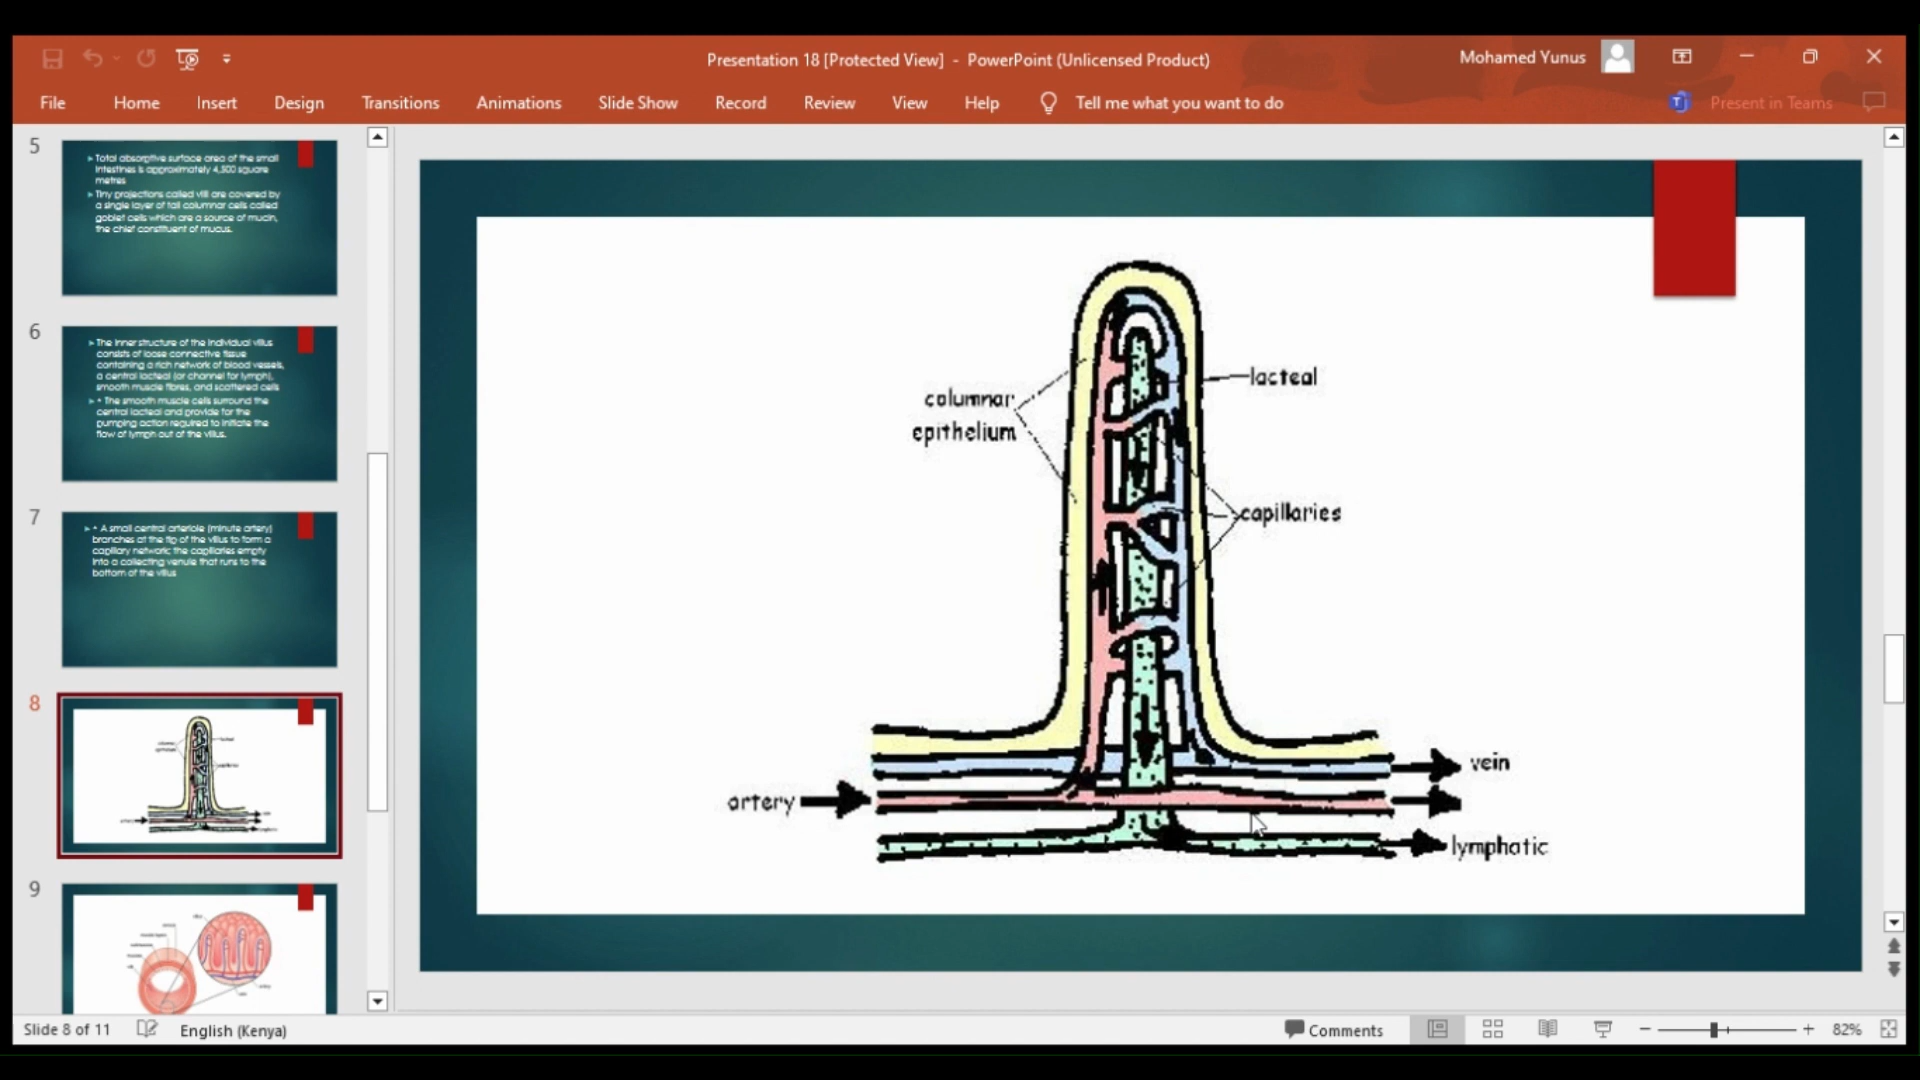 Presentation 18 [Protected View] - PowerPoint (Unlicensed Product)
Mohamed Yunus
File Home Insert Design Transitions Animations Slide Show Record Review View Help Tell me what you want to do
Present in Teams
5
Total absorptive surface area of the small
intestines is approximately 4,500 square
metres
Tiny projections called villi are covered by
a single layer of tall columnar cells called
goblet cells which are a source of mucin,
the chief constituent of mucus.
6
The inner structure of the individual villus
consists of loose connective tissue
containing a rich network of blood vessels,
a central lacteal (or channel for lymph),
smooth muscle fibres, and scattered cells
• The smooth muscle cells surround the
central lacteal and provide for the
pumping action required to initiate the
flow of lymph out of the villus.
7
• A small central arteriole (minute artery)
branches at the tip of the villus to form a
capillary network; the capillaries empty
into a collecting venule that runs to the
bottom of the villus
8
9
columnar
epithelium
lacteal
capillaries
vein
artery
lymphatic
Slide 8 of 11
English (Kenya)
Comments
82%